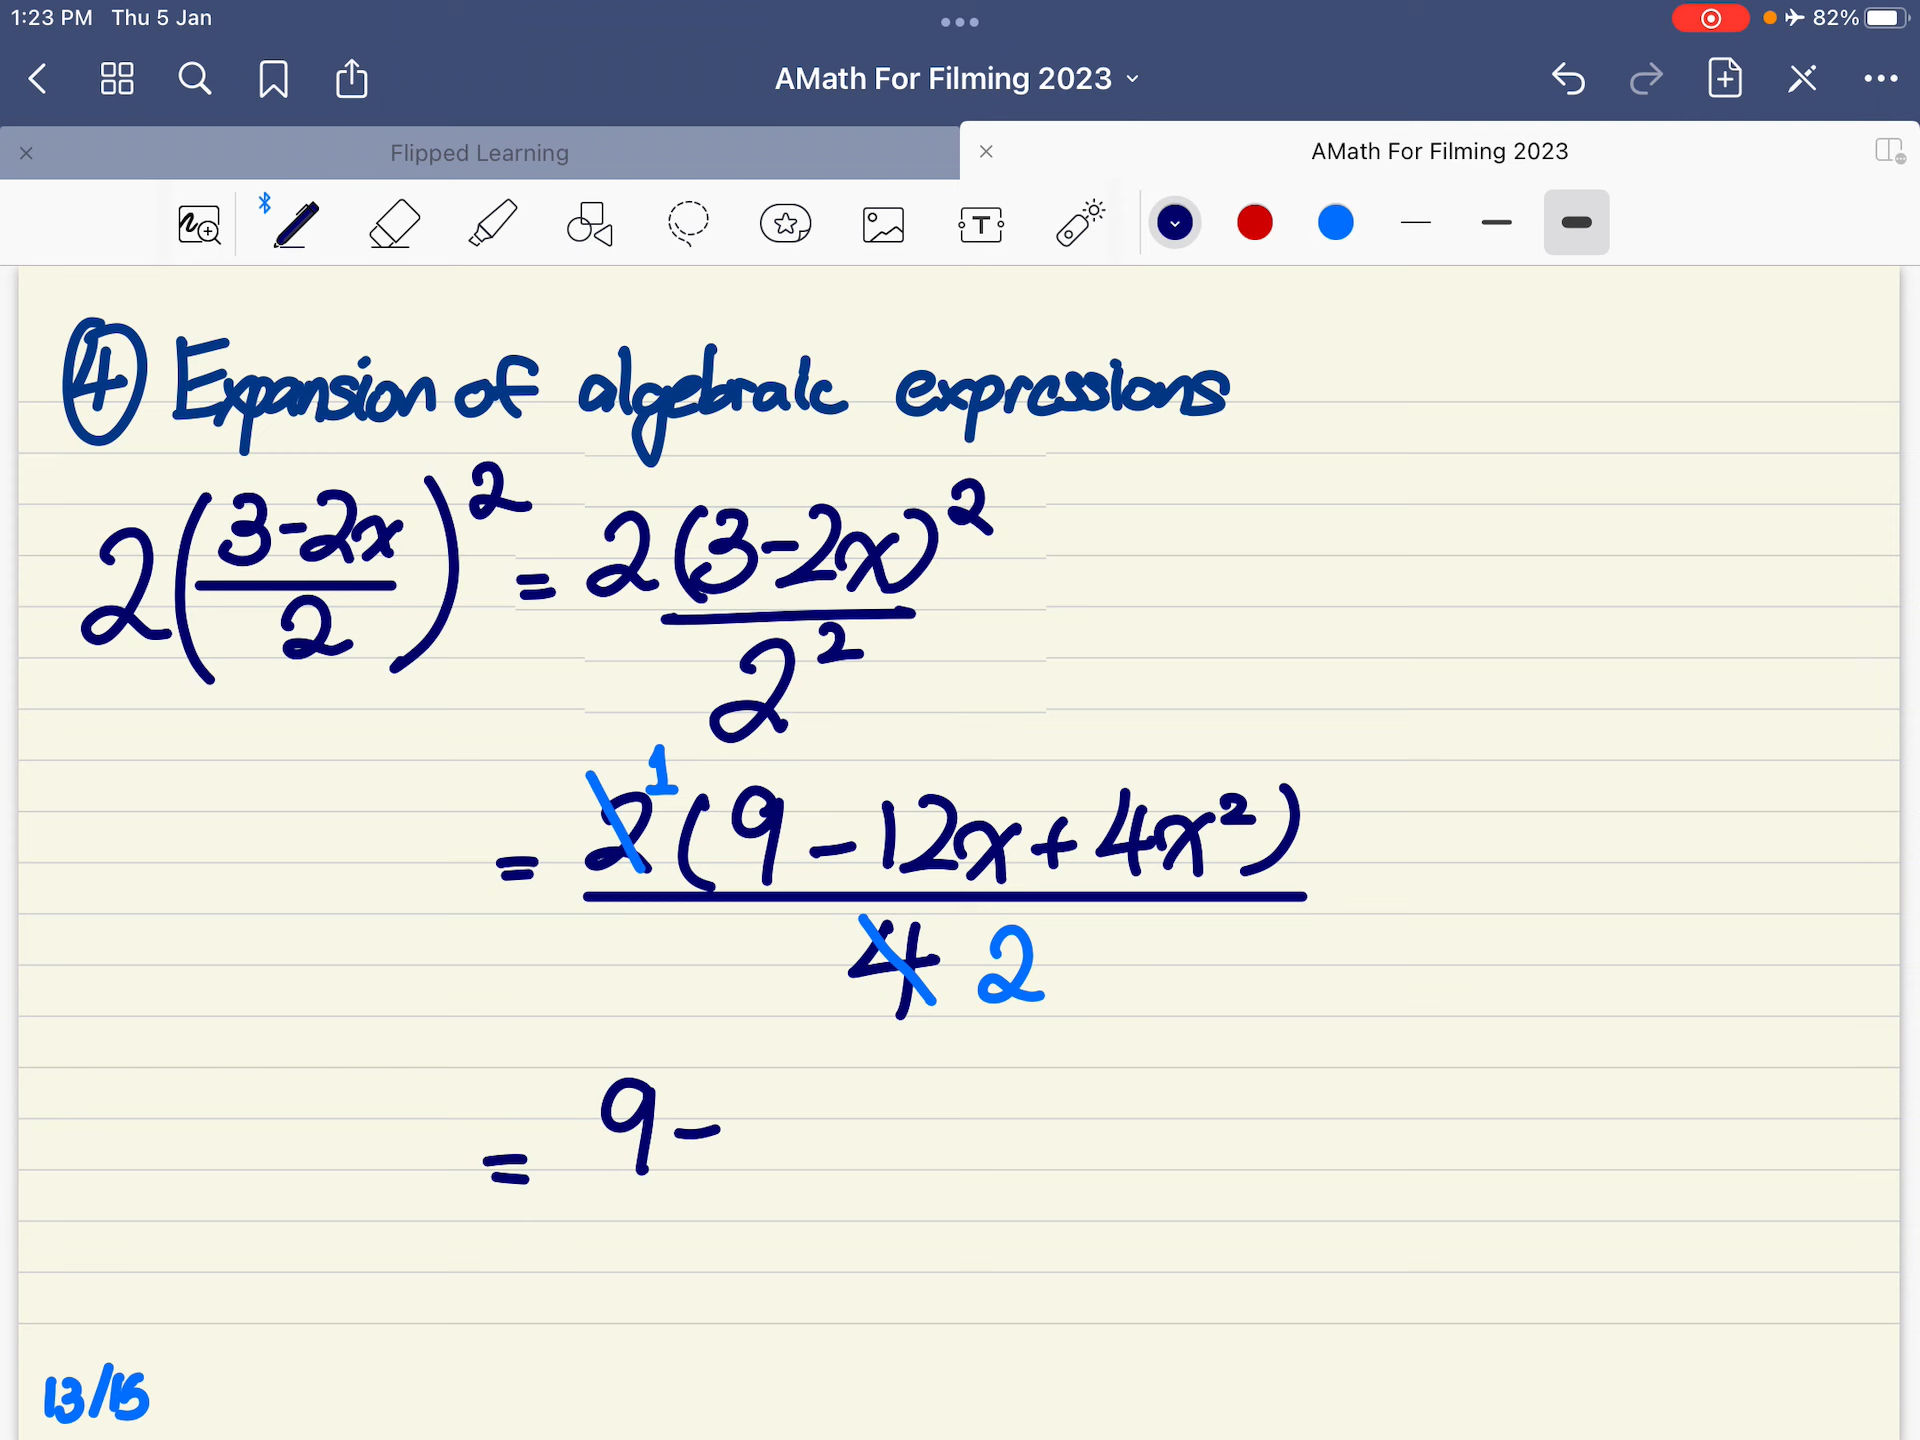 1:23 PM Thu 5 Jan 82%
AMath For Filming 2023
Flipped Learning AMath For Filming 2023
T
④ Expansion of algebraic expressions
2((3-2x)/2)² = 2(3-2x)²/2²
= 2 1 (9 - 12x + 4x²)/4 2
= 9 -
13/15